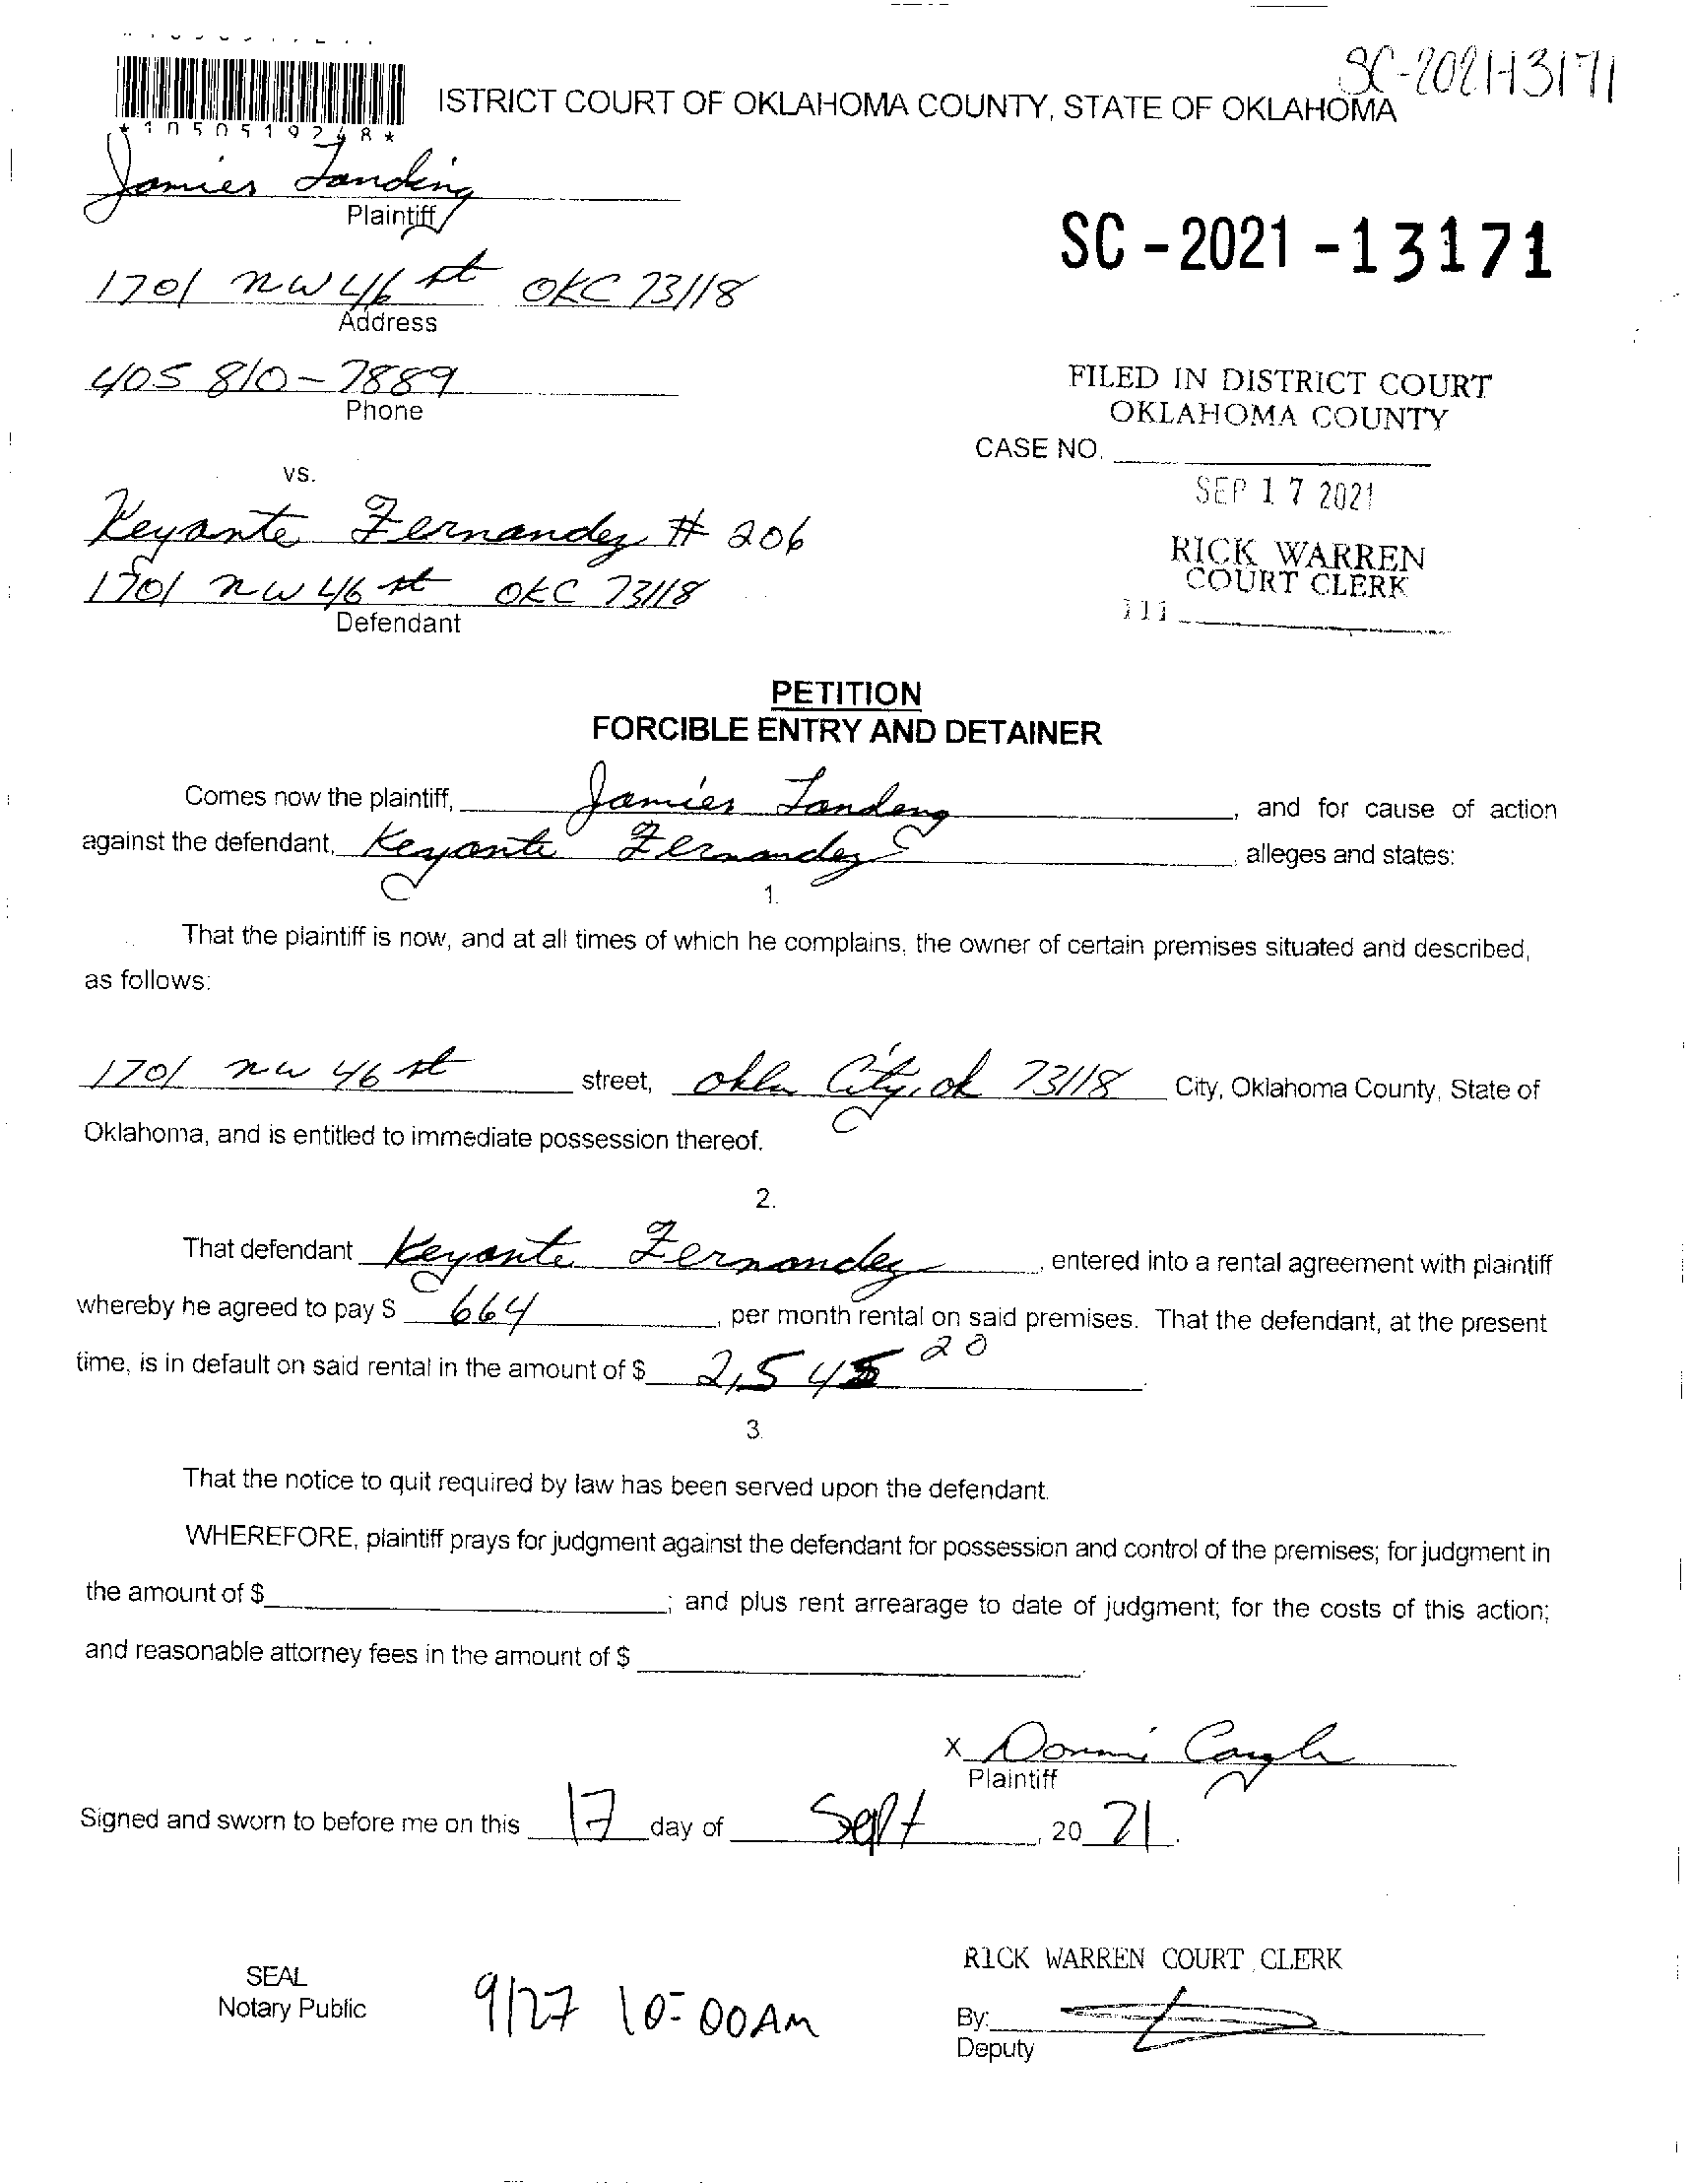 SC-2021-13171
ISTRICT COURT OF OKLAHOMA COUNTY, STATE OF OKLAHOMA
*1050519248*
Jamies Landing
Plaintiff
SC-2021-13171
1701 NW 46 st OKC 73118
Address
405 810-7889
Phone
FILED IN DISTRICT COURT
OKLAHOMA COUNTY
CASE NO.
vs.
SEP 17 2021
Keyante Fernandez # 206
RICK WARREN
COURT CLERK
1701 NW 46 st OKC 73118
111
Defendant
PETITION
FORCIBLE ENTRY AND DETAINER
Comes now the plaintiff, Jamies Landing, and for cause of action
against the defendant, Keyante Fernandez alleges and states:
1.
That the plaintiff is now, and at all times of which he complains, the owner of certain premises situated and described,
as follows:
1701 NW 46 st street, Okla City, ok 73118 City, Oklahoma County, State of
Oklahoma, and is entitled to immediate possession thereof.
2.
That defendant Keyante Fernandez, entered into a rental agreement with plaintiff
whereby he agreed to pay $ 664, per month rental on said premises. That the defendant, at the present
time, is in default on said rental in the amount of $ 2,545 20.
3.
That the notice to quit required by law has been served upon the defendant.
WHEREFORE, plaintiff prays for judgment against the defendant for possession and control of the premises; for judgment in
the amount of $ ; and plus rent arrearage to date of judgment; for the costs of this action;
and reasonable attorney fees in the amount of $ .
X Donni
Plaintiff
Signed and sworn to before me on this 17 day of Sept, 20 21.
RICK WARREN COURT CLERK
SEAL
Notary Public
9/27 10:00AM
By:
Deputy